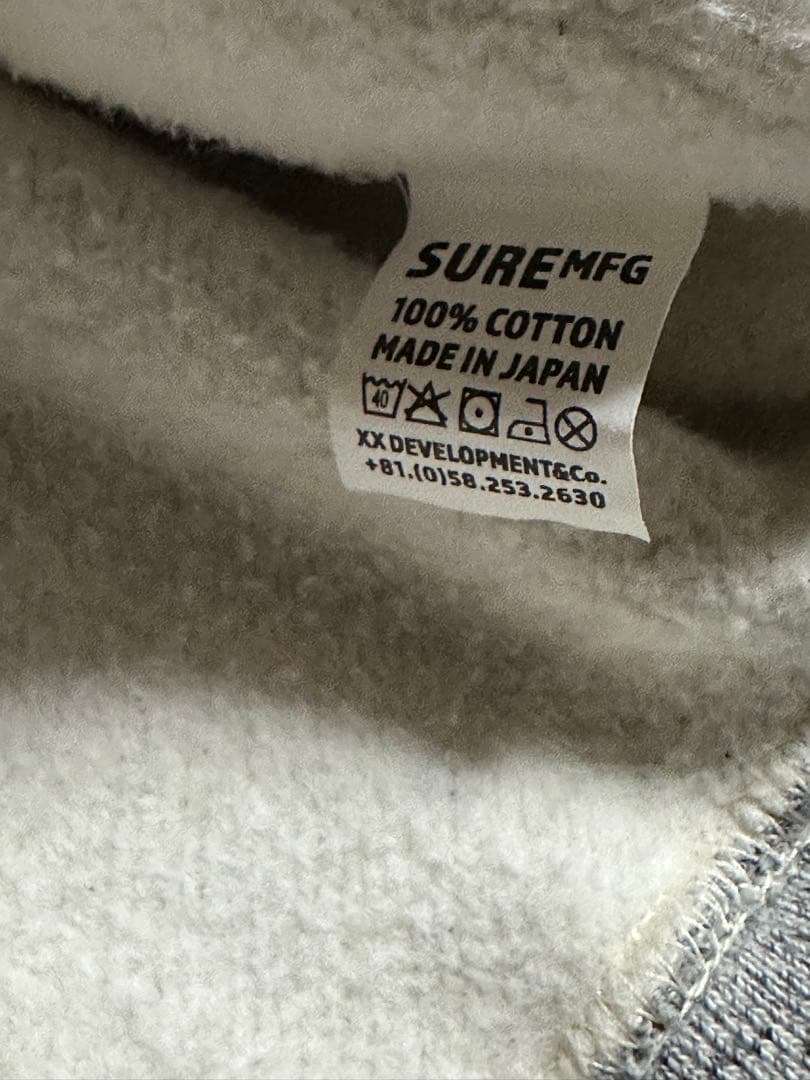 SURE MFG
100% COTTON
MADE IN JAPAN
40
XX DEVELOPMENT&Co.
+81.(0)58.253.2630